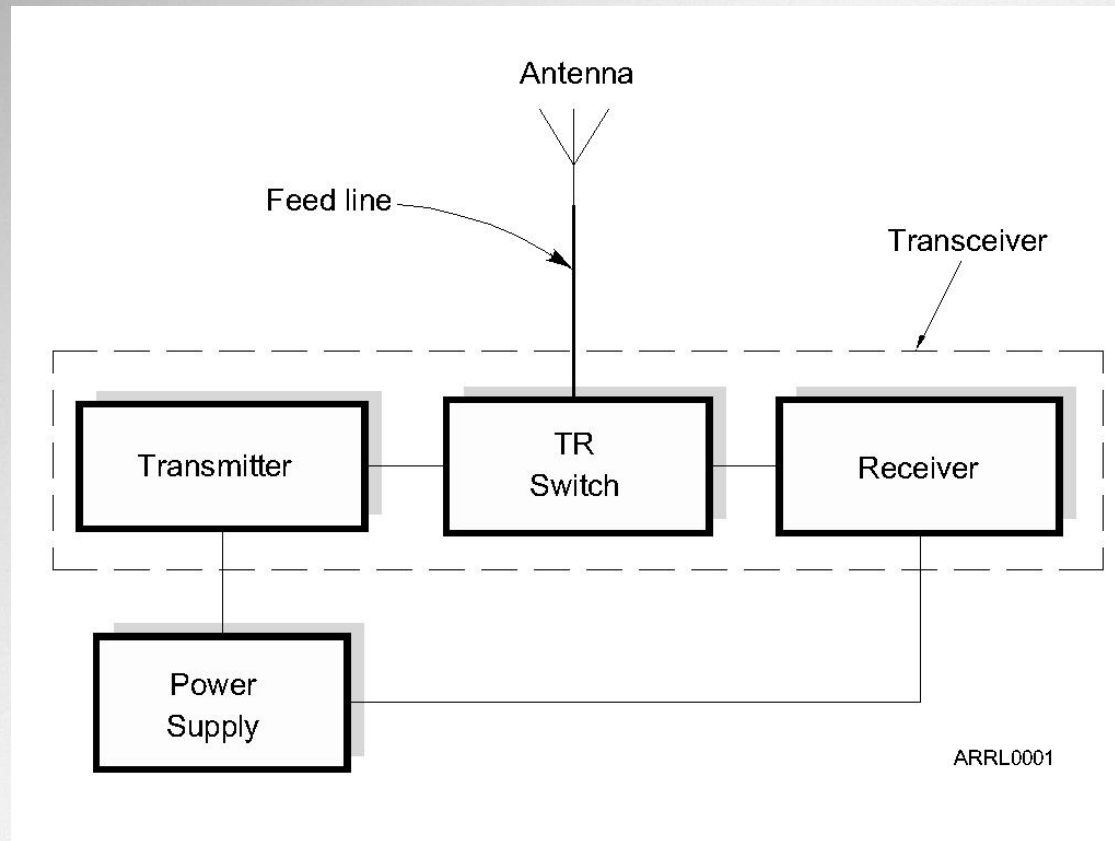 Antenna
Feed line
Transceiver
Transmitter
TR
Switch
Receiver
Power
Supply
ARRL0001